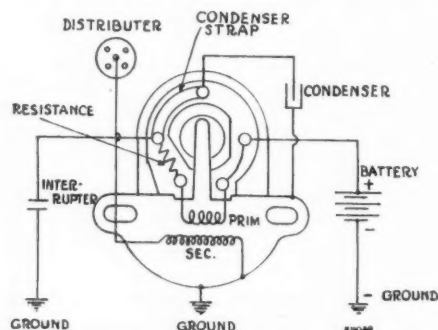 DISTRIBUTER
CONDENSER
STRAP
RESISTANCE
CONDENSER
BATTERY
+
INTER-
RUPTER
PRIM
-
SEC.
- GROUND
GROUND
GROUND